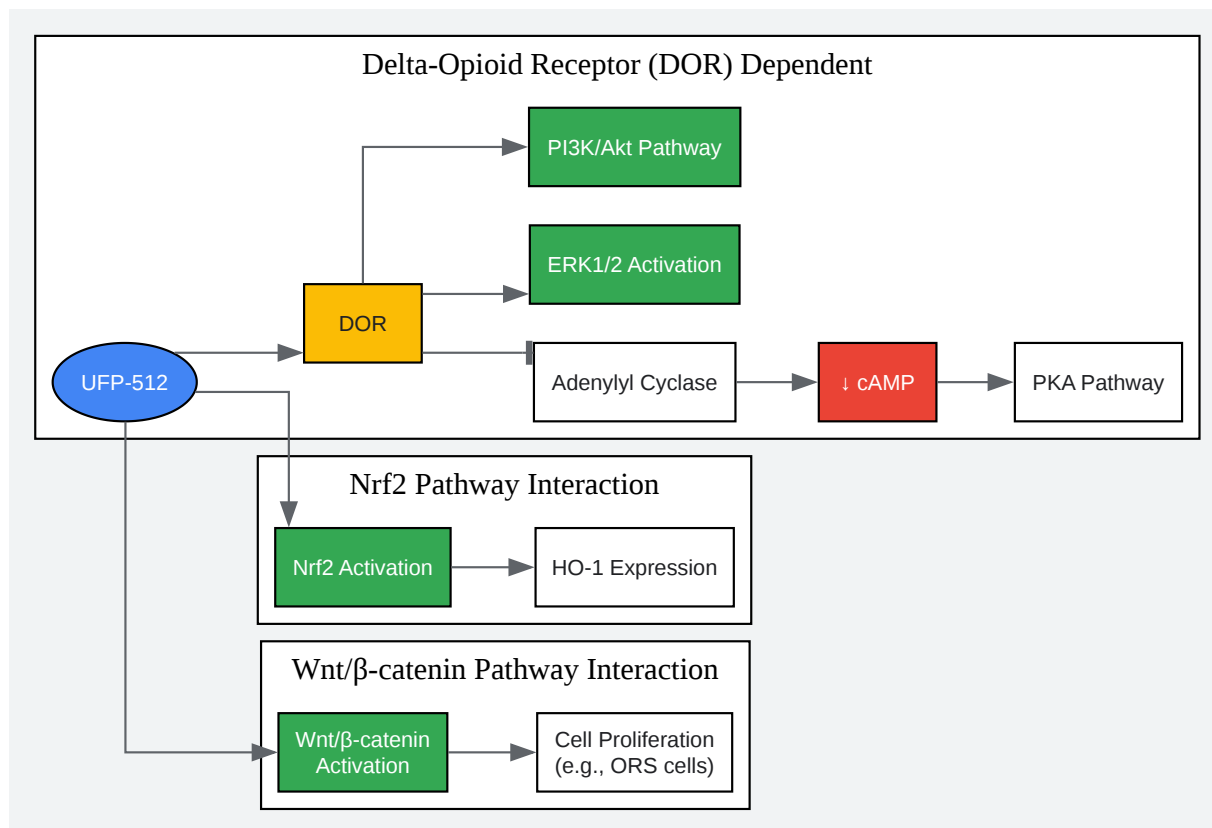 Delta-Opioid Receptor (DOR) Dependent
PI3K/Akt Pathway
ERK1/2 Activation
DOR
UFP-512
Adenylyl Cyclase
↓ cAMP
PKA Pathway
Nrf2 Pathway Interaction
Nrf2 Activation
HO-1 Expression
Wnt/β-catenin Pathway Interaction
Wnt/β-catenin
Activation
Cell Proliferation
(e.g., ORS cells)